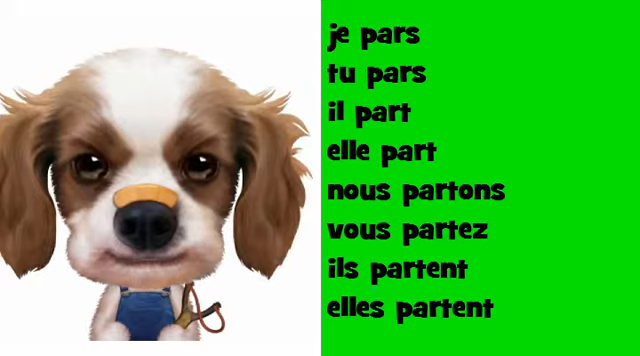 je pars
tu pars
il part
elle part
nous partons
vous partez
ils partent
elles partent